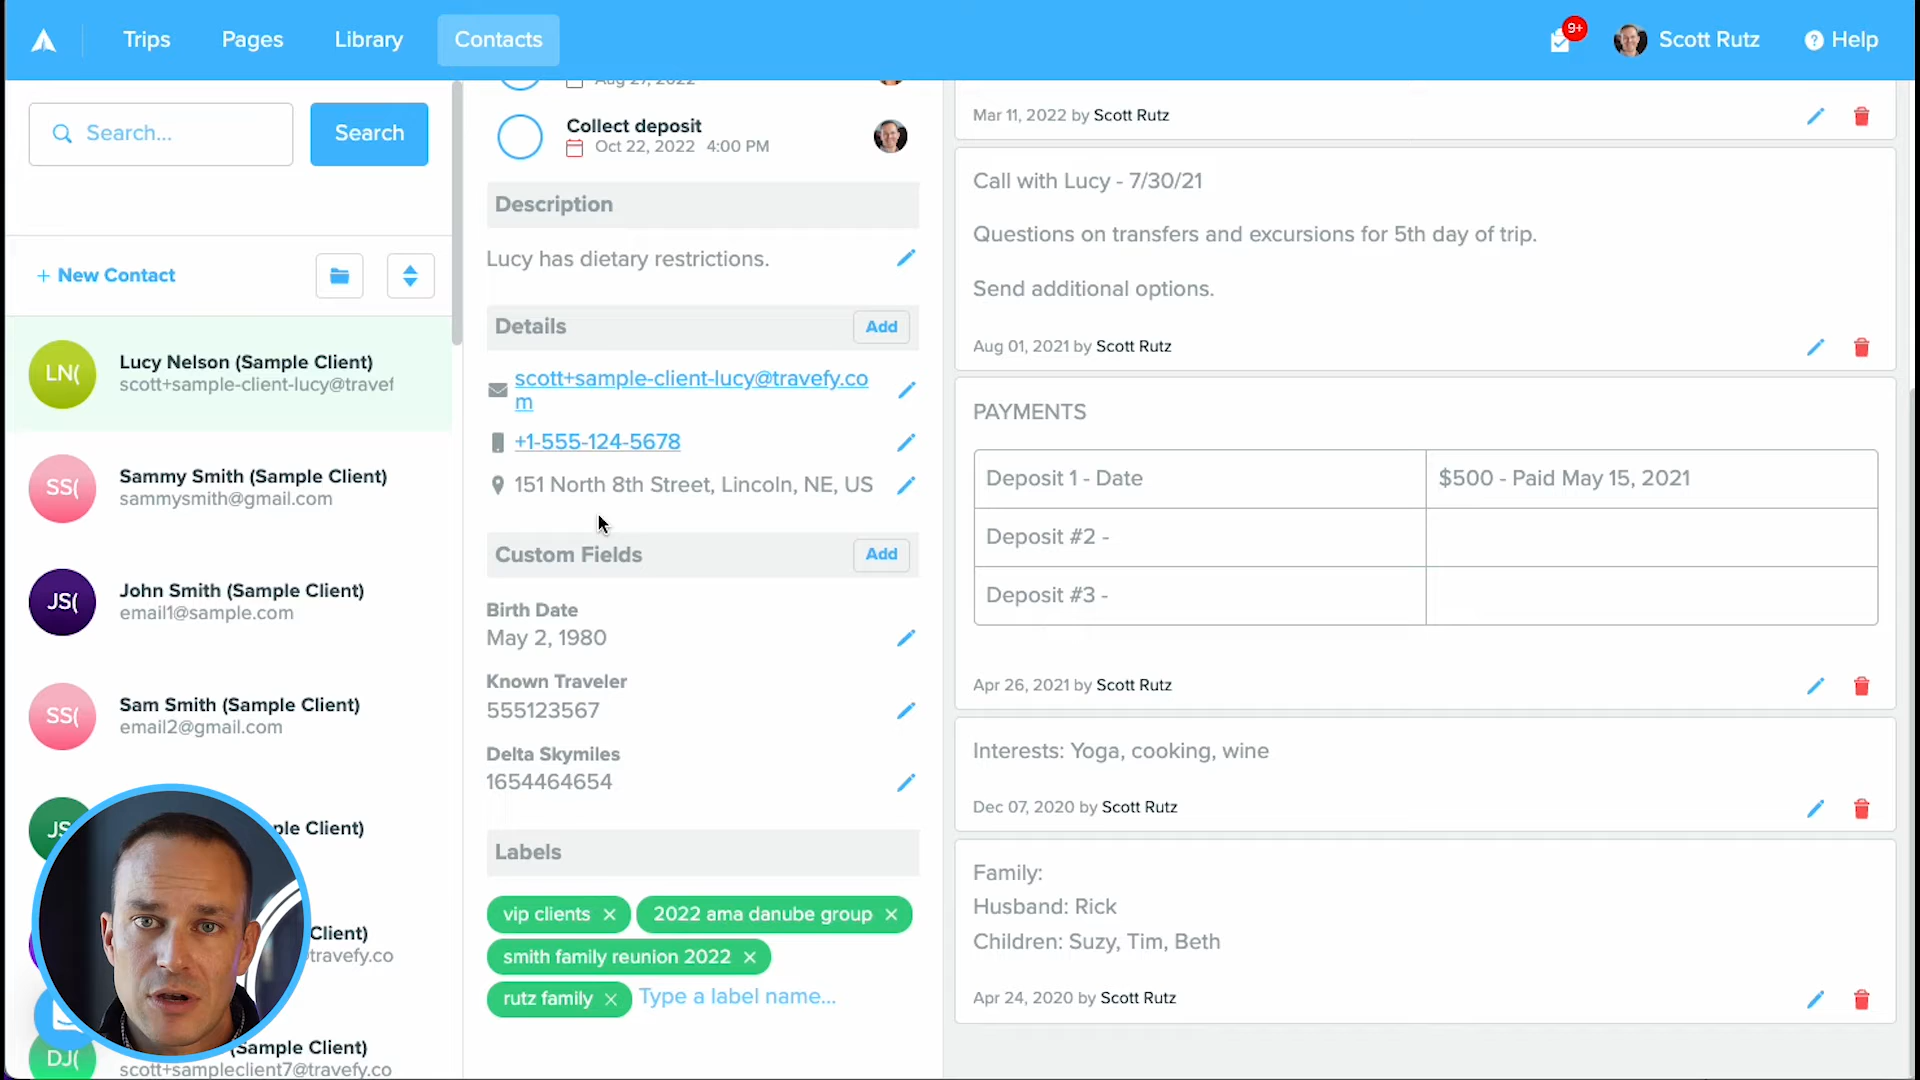 Trips
Pages
Library
Contacts
9+
Scott Rutz
? Help
Search...
Search
+ New Contact
LN(
Lucy Nelson (Sample Client)
scott+sample-client-lucy@travef
SS(
Sammy Smith (Sample Client)
sammysmith@gmail.com
JS(
John Smith (Sample Client)
email1@sample.com
SS(
Sam Smith (Sample Client)
email2@gmail.com
JS
ple Client)
Client)
travefy.co
DJ(
(Sample Client)
scott+sampleclient7@travefy.co
Aug 27, 2022
Collect deposit
Oct 22, 2022 4:00 PM
Description
Lucy has dietary restrictions.
Details
Add
scott+sample-client-lucy@travefy.co
m
+1-555-124-5678
151 North 8th Street, Lincoln, NE, US
Custom Fields
Add
Birth Date
May 2, 1980
Known Traveler
555123567
Delta Skymiles
1654464654
Labels
vip clients ×
2022 ama danube group ×
smith family reunion 2022 ×
rutz family ×
Type a label name...
Mar 11, 2022 by Scott Rutz
Call with Lucy - 7/30/21
Questions on transfers and excursions for 5th day of trip.
Send additional options.
Aug 01, 2021 by Scott Rutz
PAYMENTS
Deposit 1 - Date
$500 - Paid May 15, 2021
Deposit #2 -
Deposit #3 -
Apr 26, 2021 by Scott Rutz
Interests: Yoga, cooking, wine
Dec 07, 2020 by Scott Rutz
Family:
Husband: Rick
Children: Suzy, Tim, Beth
Apr 24, 2020 by Scott Rutz